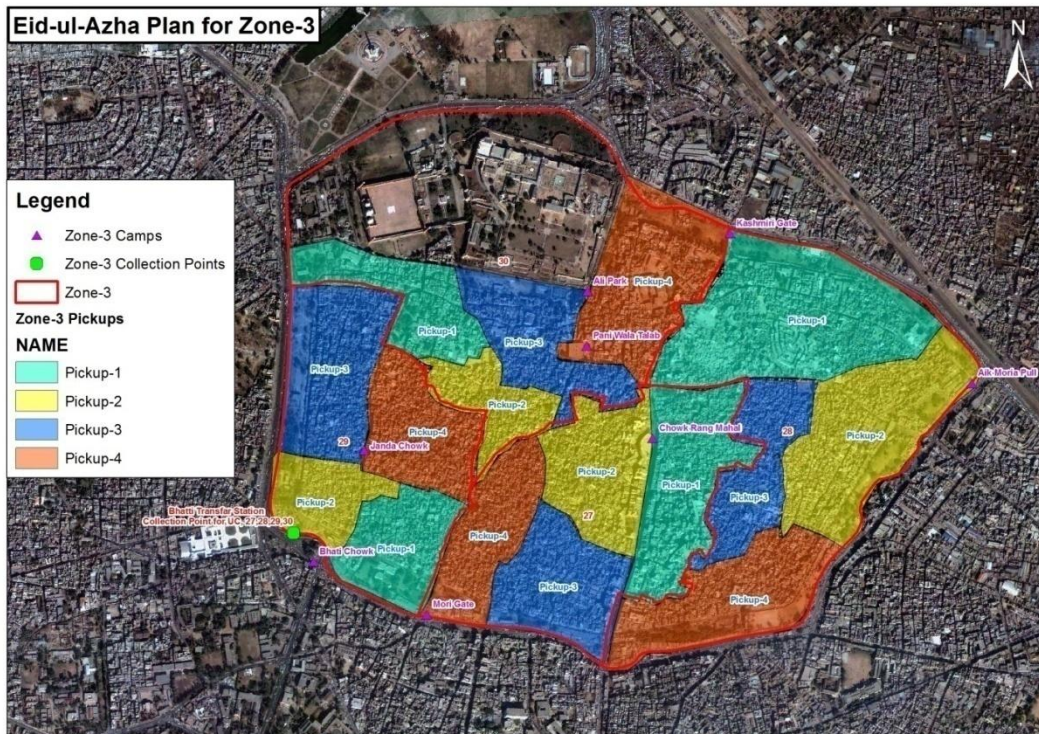 Eid-ul-Azha Plan for Zone-3
N
Legend
Zone-3 Camps
Zone-3 Collection Points
Zone-3
Zone-3 Pickups
NAME
Pickup-1
Pickup-2
Pickup-3
Pickup-4
Kashmiri Gate
30
Ali Park
Pickup-4
Pickup-1
Pickup-1
Pickup-3
Pani Wala Talab
Pickup-3
Aik Moria Pull
Pickup-2
Pickup-4
29
Janda Chowk
Chowk Rang Mahal
28
Pickup-2
Pickup-2
Pickup-1
Pickup-3
Pickup-2
27
Bhatti Transfar Station
Collection Point for UC, 27,28,29,30
Pickup-4
Bhati Chowk
Pickup-1
Pickup-3
Pickup-4
Mori Gate